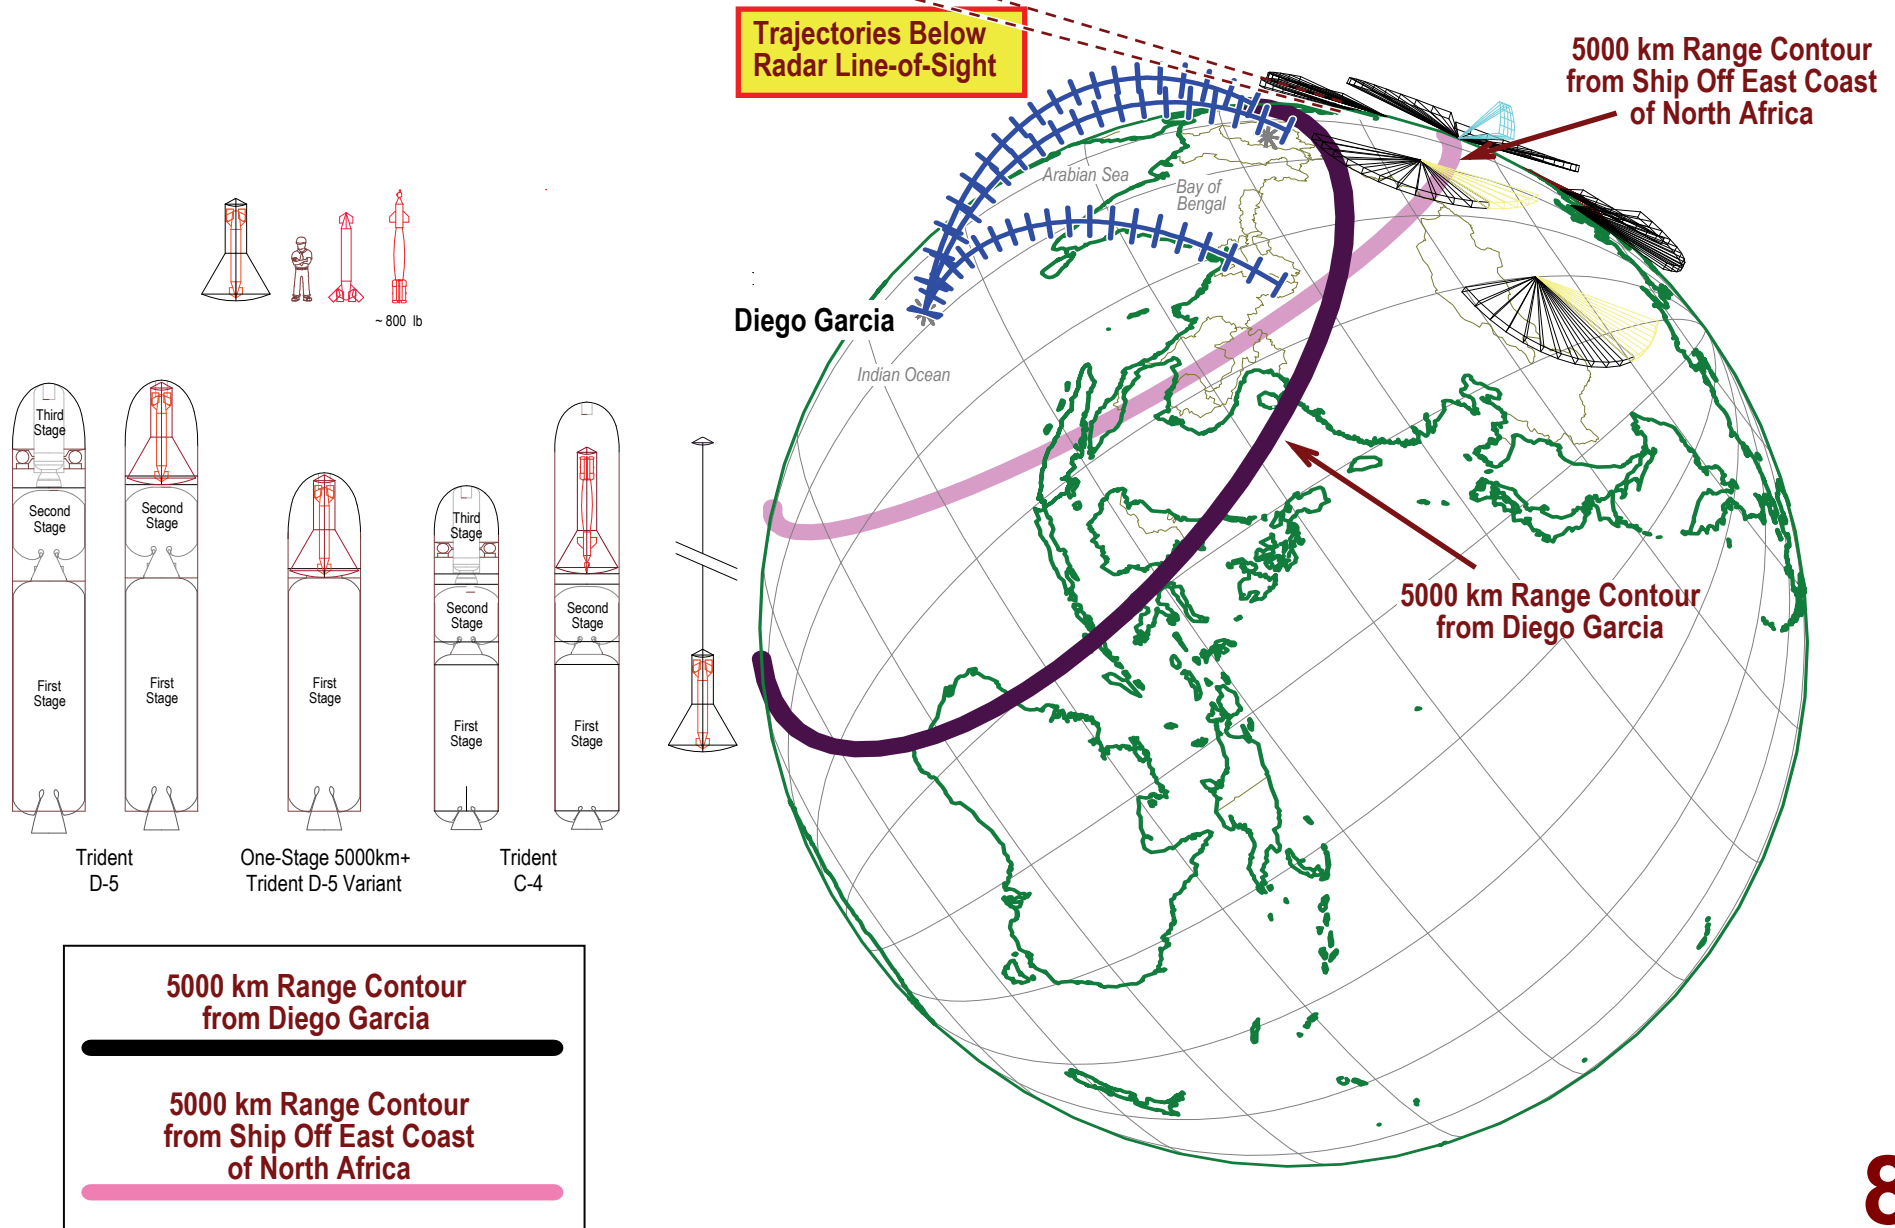 Trajectories Below
Radar Line-of-Sight
5000 km Range Contour
from Ship Off East Coast
of North Africa
Arabian Sea
Bay of
Bengal
Diego Garcia
Indian Ocean
~ 800 lb
Third
Stage
Second
Stage
First
Stage
Second
Stage
First
Stage
First
Stage
Third
Stage
Second
Stage
First
Stage
Second
Stage
First
Stage
Trident
D-5
One-Stage 5000km+
Trident D-5 Variant
Trident
C-4
5000 km Range Contour
from Diego Garcia
5000 km Range Contour
from Diego Garcia
5000 km Range Contour
from Ship Off East Coast
of North Africa
8